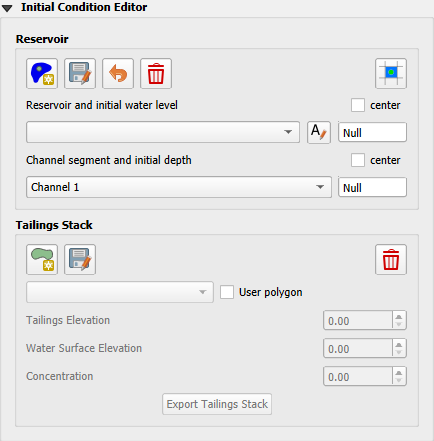 Initial Condition Editor
Reservoir
Reservoir and initial water level center
A Null
Channel segment and initial depth center
Channel 1 Null
Tailings Stack
User polygon
Tailings Elevation 0.00
Water Surface Elevation 0.00
Concentration 0.00
Export Tailings Stack